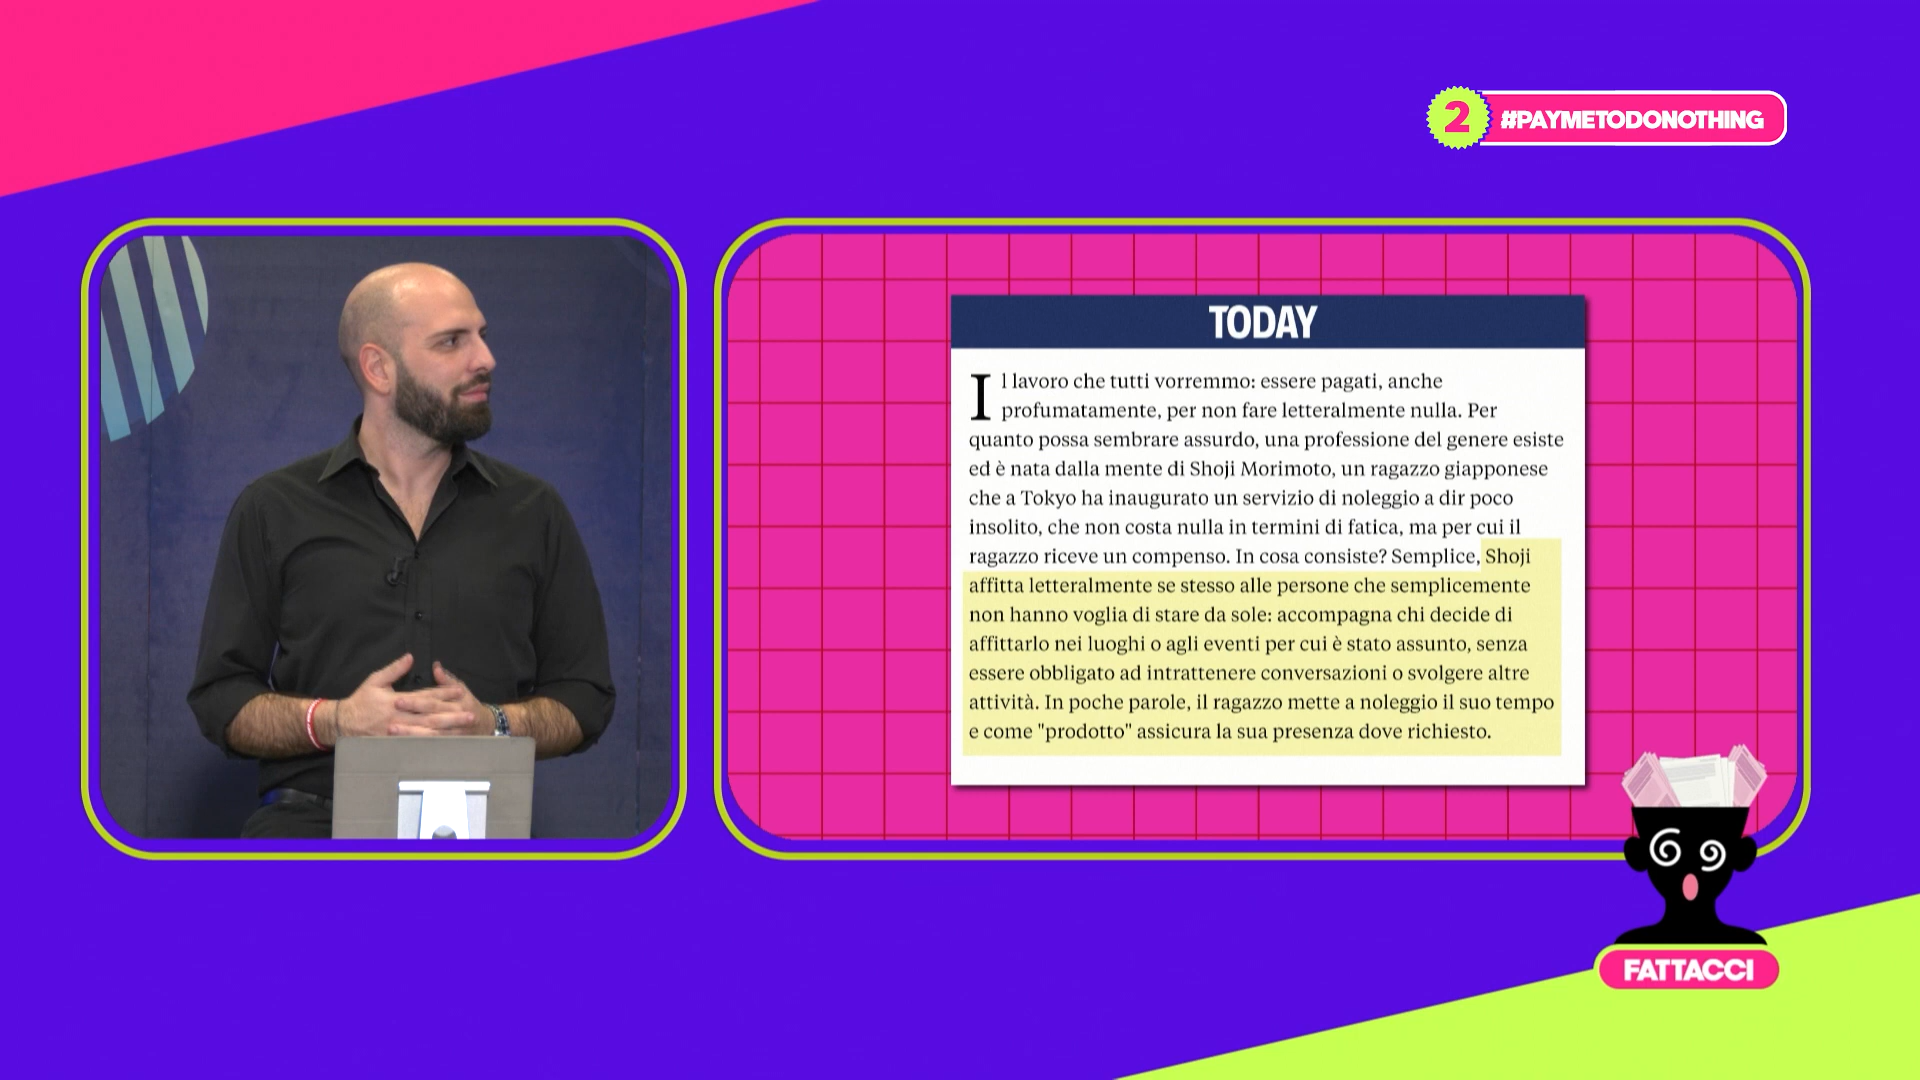 2 #PAYMETODONOTHING
TODAY
Il lavoro che tutti vorremmo: essere pagati, anche
profumatamente, per non fare letteralmente nulla. Per
quanto possa sembrare assurdo, una professione del genere esiste
ed è nata dalla mente di Shoji Morimoto, un ragazzo giapponese
che a Tokyo ha inaugurato un servizio di noleggio a dir poco
insolito, che non costa nulla in termini di fatica, ma per cui il
ragazzo riceve un compenso. In cosa consiste? Semplice, Shoji
affitta letteralmente se stesso alle persone che semplicemente
non hanno voglia di stare da sole: accompagna chi decide di
affittarlo nei luoghi o agli eventi per cui è stato assunto, senza
essere obbligato ad intrattenere conversazioni o svolgere altre
attività. In poche parole, il ragazzo mette a noleggio il suo tempo
e come "prodotto" assicura la sua presenza dove richiesto.
FATTACCI